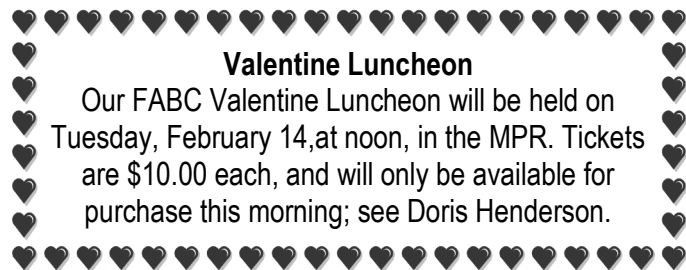 Valentine Luncheon
Our FABC Valentine Luncheon will be held on
Tuesday, February 14,at noon, in the MPR. Tickets
are $10.00 each, and will only be available for
purchase this morning; see Doris Henderson.